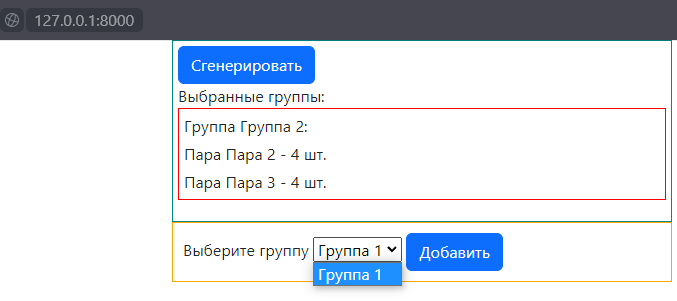 127.0.0.1:8000
Сгенерировать
Выбранные группы:
Группа Группа 2:
Пара Пара 2 - 4 шт.
Пара Пара 3 - 4 шт.
Выберите группу Группа 1 Добавить
Группа 1